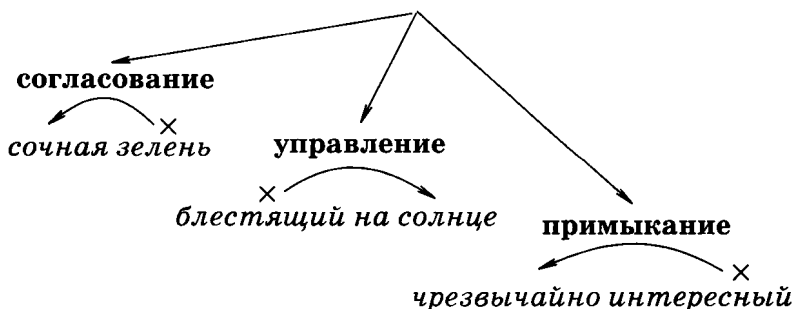 согласование
сочная зелень
управление
блестящий на солнце
примыкание
чрезвычайно интересный